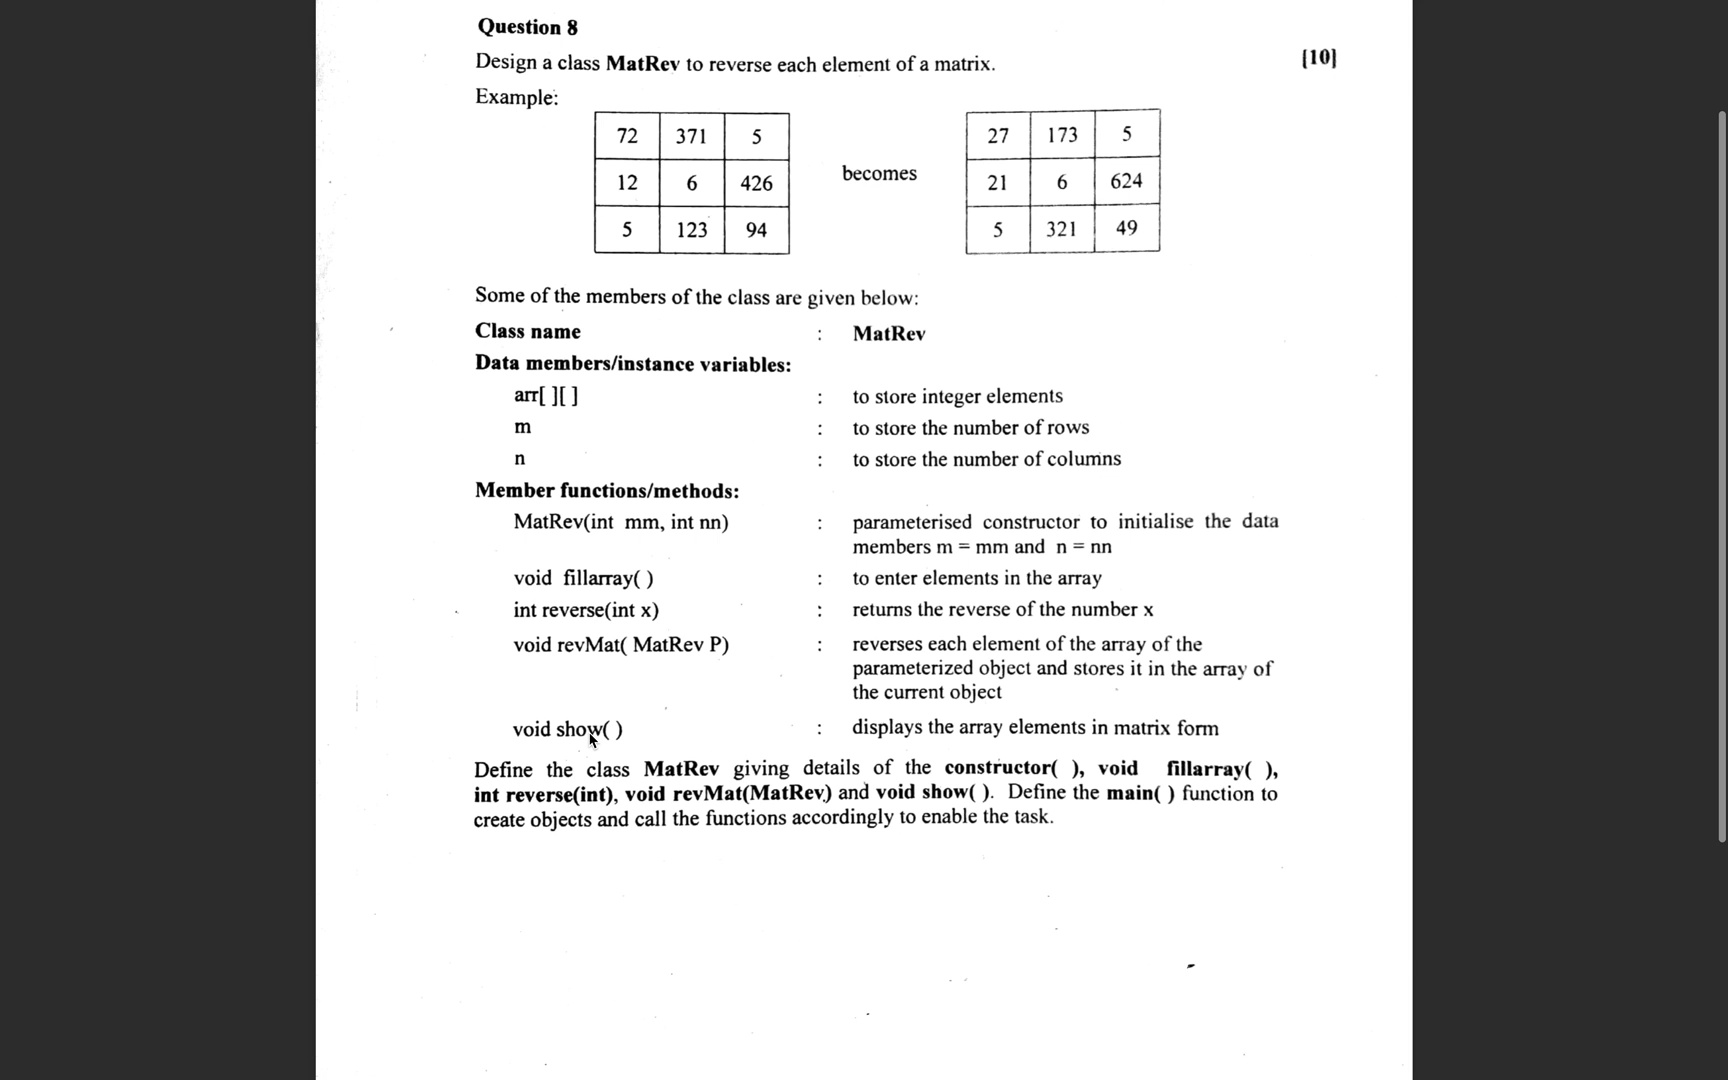 Question 8
Design a class MatRev to reverse each element of a matrix. [10]
Example:
72 371 5
12 6 426
5 123 94
becomes
27 173 5
21 6 624
5 321 49
Some of the members of the class are given below:
Class name : MatRev
Data members/instance variables:
arr[ ][ ] : to store integer elements
m : to store the number of rows
n : to store the number of columns
Member functions/methods:
MatRev(int mm, int nn) : parameterised constructor to initialise the data
members m = mm and n = nn
void fillarray( ) : to enter elements in the array
int reverse(int x) : returns the reverse of the number x
void revMat( MatRev P) : reverses each element of the array of the
parameterized object and stores it in the array of
the current object
void show( ) : displays the array elements in matrix form
Define the class MatRev giving details of the constructor( ), void fillarray( ),
int reverse(int), void revMat(MatRev) and void show( ). Define the main( ) function to
create objects and call the functions accordingly to enable the task.